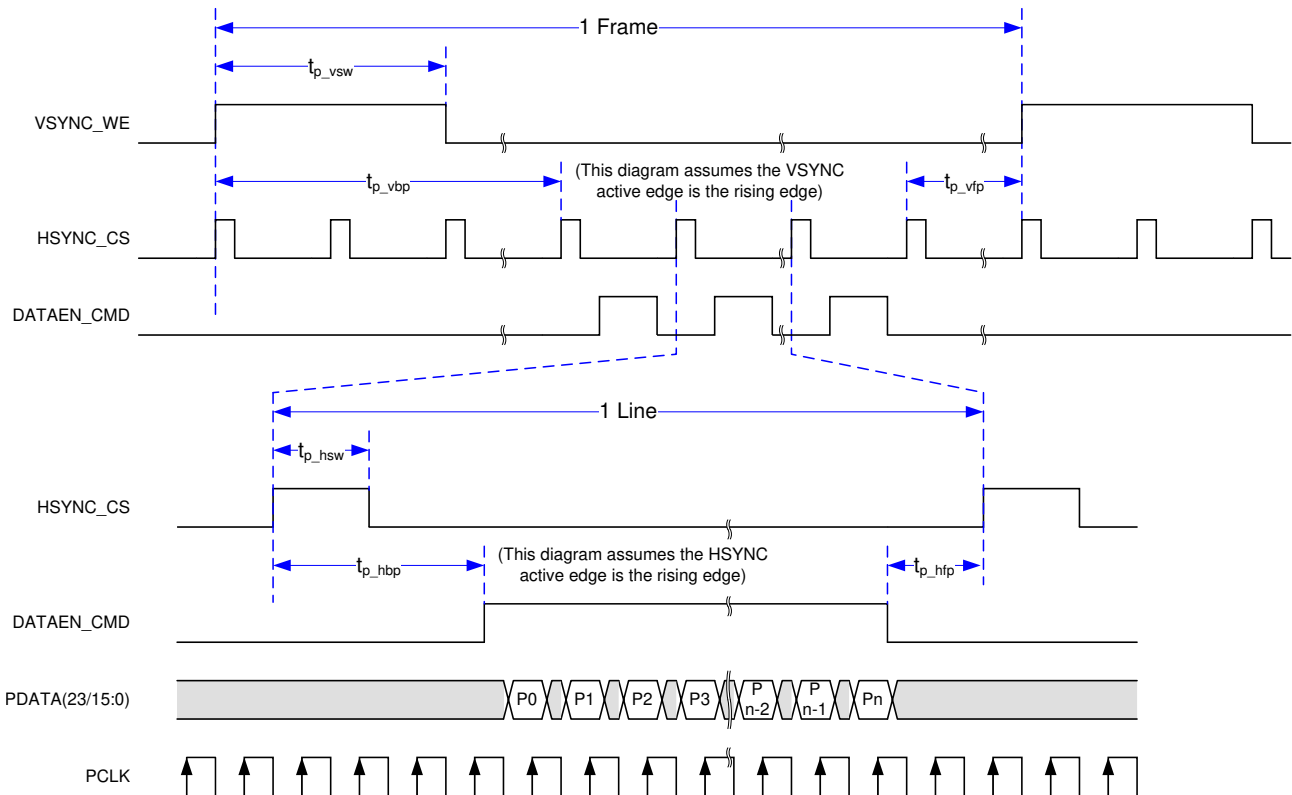 1 Frame
tp_vsw
VSYNC_WE
tp_vbp
(This diagram assumes the VSYNC
active edge is the rising edge)
tp_vfp
HSYNC_CS
DATAEN_CMD
1 Line
tp_hsw
HSYNC_CS
tp_hbp
(This diagram assumes the HSYNC
active edge is the rising edge)
tp_hfp
DATAEN_CMD
PDATA(23/15:0)
P0 P1 P2 P3 P n-2 P n-1 Pn
PCLK